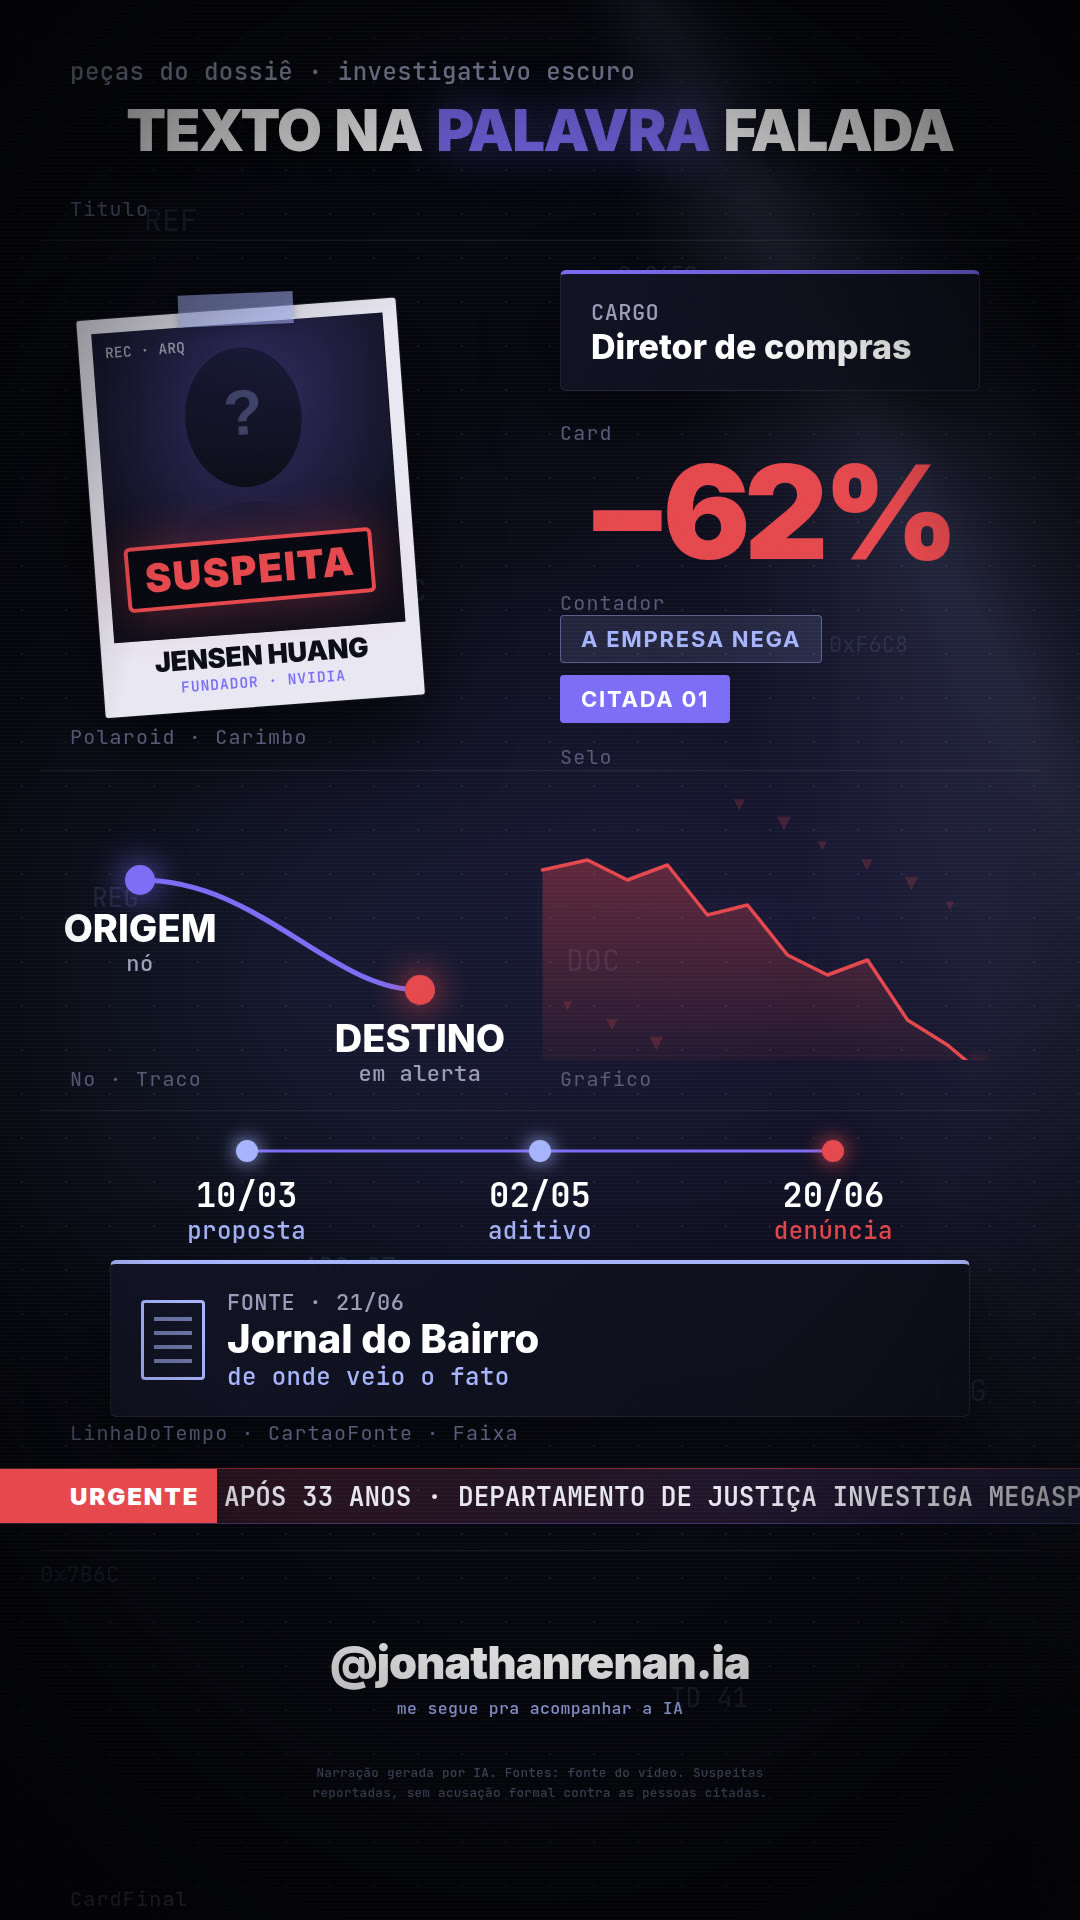 peças do dossiê · investigativo escuro
TEXTO NA PALAVRA FALADA
Titulo
REF
REC · ARQ
?
SUSPEITA
JENSEN HUANG
FUNDADOR · NVIDIA
Polaroid · Carimbo
CARGO
Diretor de compras
Card
–62%
Contador
A EMPRESA NEGA
0xF6C8
CITADA 01
Selo
REG
ORIGEM
nó
DESTINO
em alerta
No · Traco
DOC
Grafico
10/03
proposta
02/05
aditivo
20/06
denúncia
FONTE · 21/06
Jornal do Bairro
de onde veio o fato
LinhaDoTempo · CartaoFonte · Faixa
URGENTE
APÓS 33 ANOS · DEPARTAMENTO DE JUSTIÇA INVESTIGA MEGASP
0x7B6C
@jonathanrenan.ia
ID 41
me segue pra acompanhar a IA
Narração gerada por IA. Fontes: fonte do vídeo. Suspeitas
reportadas, sem acusação formal contra as pessoas citadas.
CardFinal